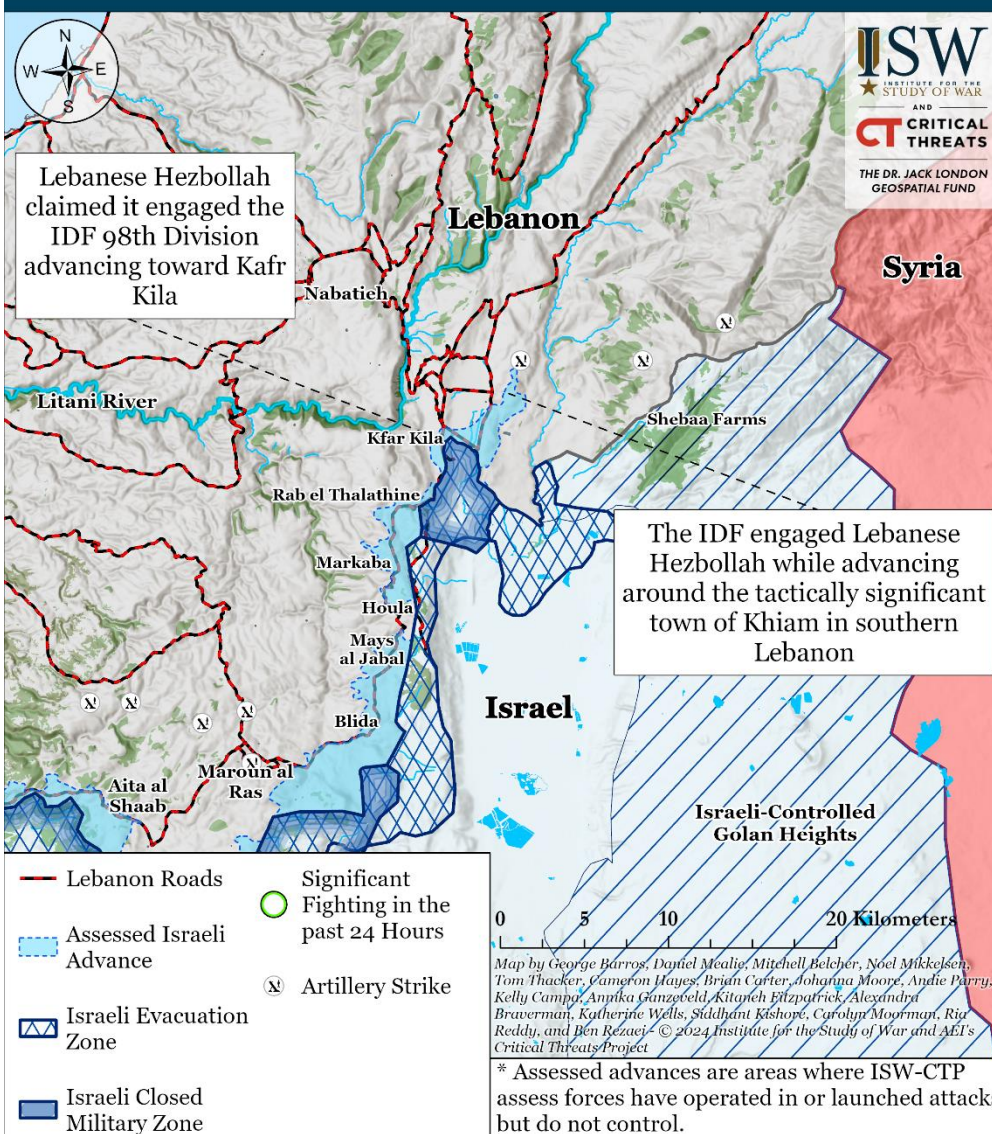 N
W
E
S
ISW
INSTITUTE FOR THE
STUDY OF WAR
AND
CT CRITICAL
THREATS
THE DR. JACK LONDON
GEOSPATIAL FUND
Lebanese Hezbollah
claimed it engaged the
IDF 98th Division
advancing toward Kafr
Kila
Lebanon
Syria
Nabatieh
Litani River
Kfar Kila
Shebaa Farms
Rab el Thalathine
The IDF engaged Lebanese
Hezbollah while advancing
around the tactically significant
town of Khiam in southern
Lebanon
Markaba
Houla
Mays
al Jabal
Israel
Blida
Maroun al
Ras
Aita al
Shaab
Israeli-Controlled
Golan Heights
Lebanon Roads
Assessed Israeli
Advance
Israeli Evacuation
Zone
Israeli Closed
Military Zone
Significant
Fighting in the
past 24 Hours
Artillery Strike
0 5 10 20 Kilometers
Map by George Barros, Daniel Mealie, Mitchell Belcher, Noel Mikkelsen,
Tom Thacker, Cameron Hayes, Brian Carter, Johanna Moore, Andie Parry,
Kelly Campa, Annika Ganzeveld, Kitaneh Fitzpatrick, Alexandra
Braverman, Katherine Wells, Siddhant Kishore, Carolyn Moorman, Ria
Reddy, and Ben Rezaei - © 2024 Institute for the Study of War and AEI's
Critical Threats Project
* Assessed advances are areas where ISW-CTP
assess forces have operated in or launched attacks
but do not control.